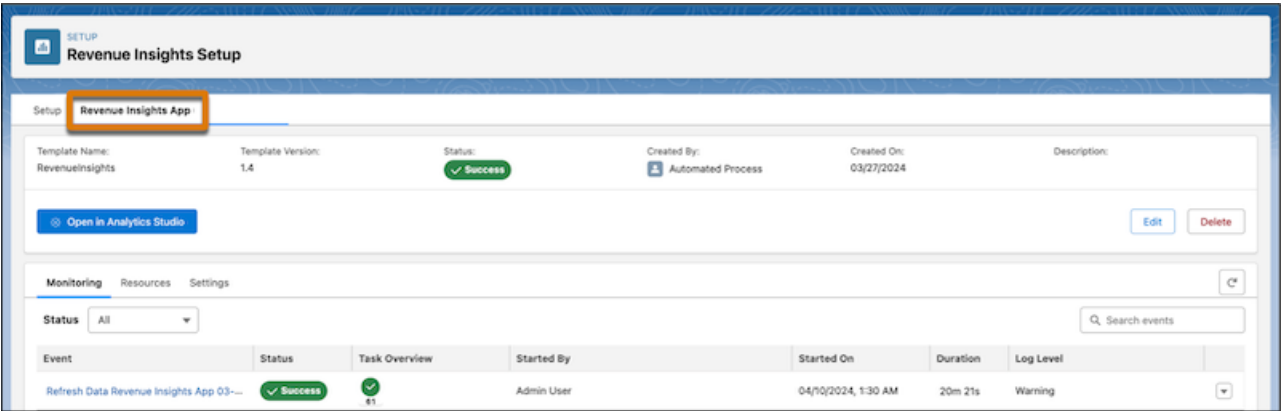 SETUP
Revenue Insights Setup
Setup Revenue Insights App
Template Name: Template Version: Status: Created By: Created On: Description:
RevenueInsights 1.4 Success Automated Process 03/27/2024
Open in Analytics Studio Edit Delete
Monitoring Resources Settings
Status All Search events
Event Status Task Overview Started By Started On Duration Log Level
Refresh Data Revenue Insights App 03-... Success 61 Admin User 04/10/2024, 1:30 AM 20m 21s Warning